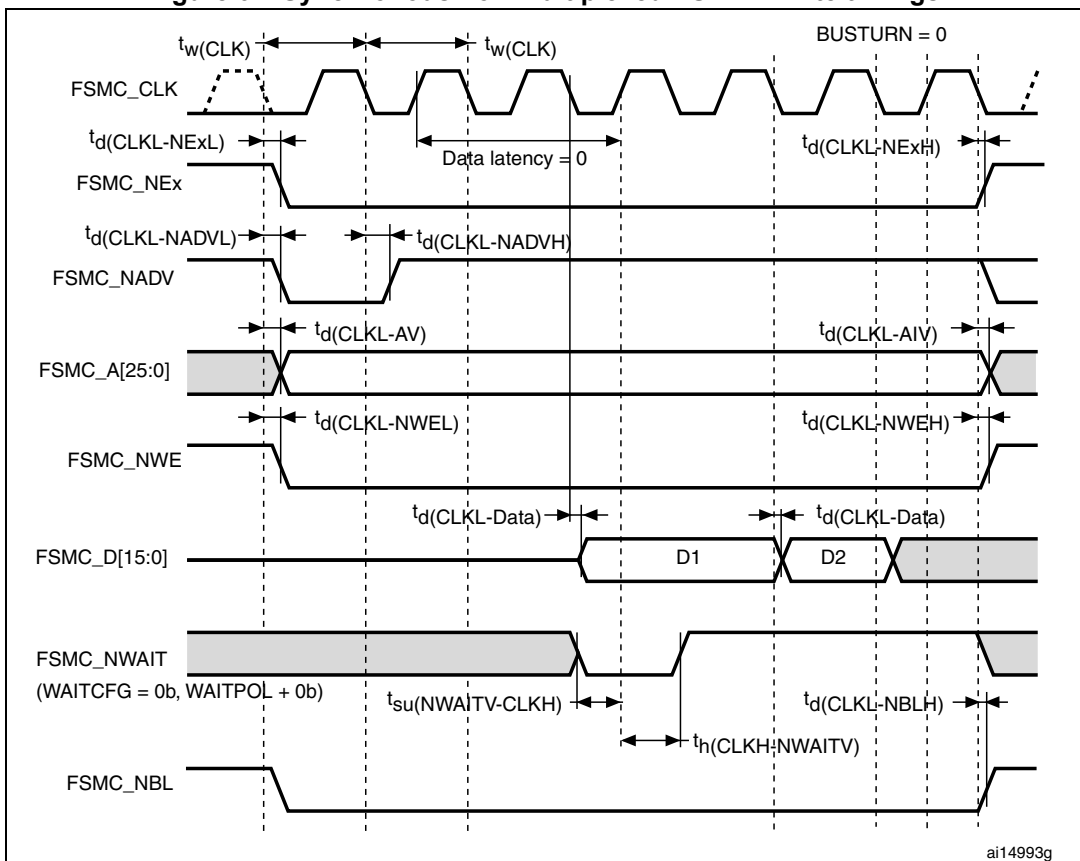 BUSTURN = 0
tw(CLK) tw(CLK)
FSMC_CLK
td(CLKL-NExL) Data latency = 0 td(CLKL-NExH)
FSMC_NEx
td(CLKL-NADVL) td(CLKL-NADVH)
FSMC_NADV
td(CLKL-AV) td(CLKL-AIV)
FSMC_A[25:0]
td(CLKL-NWEL) td(CLKL-NWEH)
FSMC_NWE
td(CLKL-Data) td(CLKL-Data)
FSMC_D[15:0] D1 D2
FSMC_NWAIT
(WAITCFG = 0b, WAITPOL + 0b)
tsu(NWAITV-CLKH) td(CLKL-NBLH)
th(CLKH-NWAITV)
FSMC_NBL
ai14993g